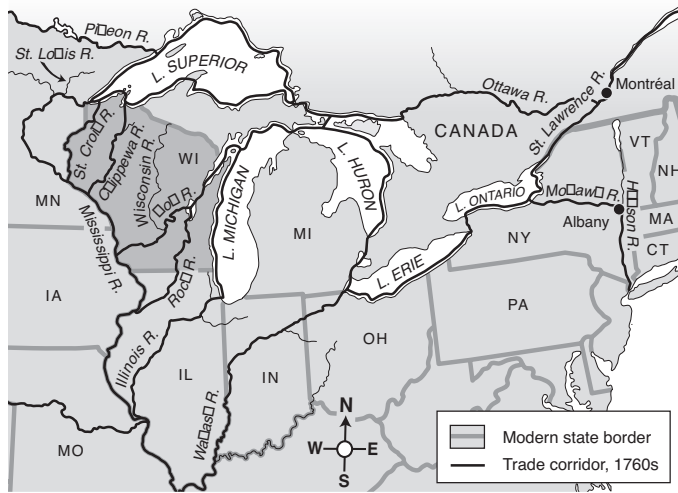 Pi□eon R.
St. Lo□is R.
L. SUPERIOR
Ottawa R.
St. Lawrence R.
Montréal
CANADA
St. Croi□ R.
C□ippewa R.
Wisconsin R.
WI
□o□ R.
L. MICHIGAN
L. HURON
MI
L. ONTARIO
Mo□aw□ R.
H□□son R.
VT
NH
MA
CT
Albany
NY
MN
Mississippi R.
Roc□ R.
L. ERIE
IA
PA
OH
Illinois R.
IL
IN
Wa□as□ R.
MO
N
W
E
S
Modern state border
Trade corridor, 1760s